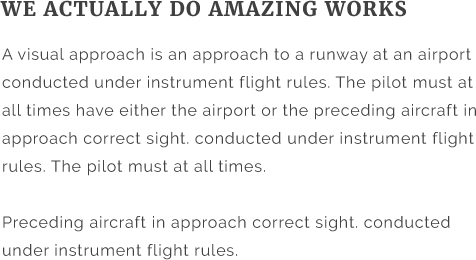 WE ACTUALLY DO AMAZING WORKS
A visual approach is an approach to a runway at an airport
conducted under instrument flight rules. The pilot must at
all times have either the airport or the preceding aircraft in
approach correct sight. conducted under instrument flight
rules. The pilot must at all times.
Preceding aircraft in approach correct sight. conducted
under instrument flight rules.